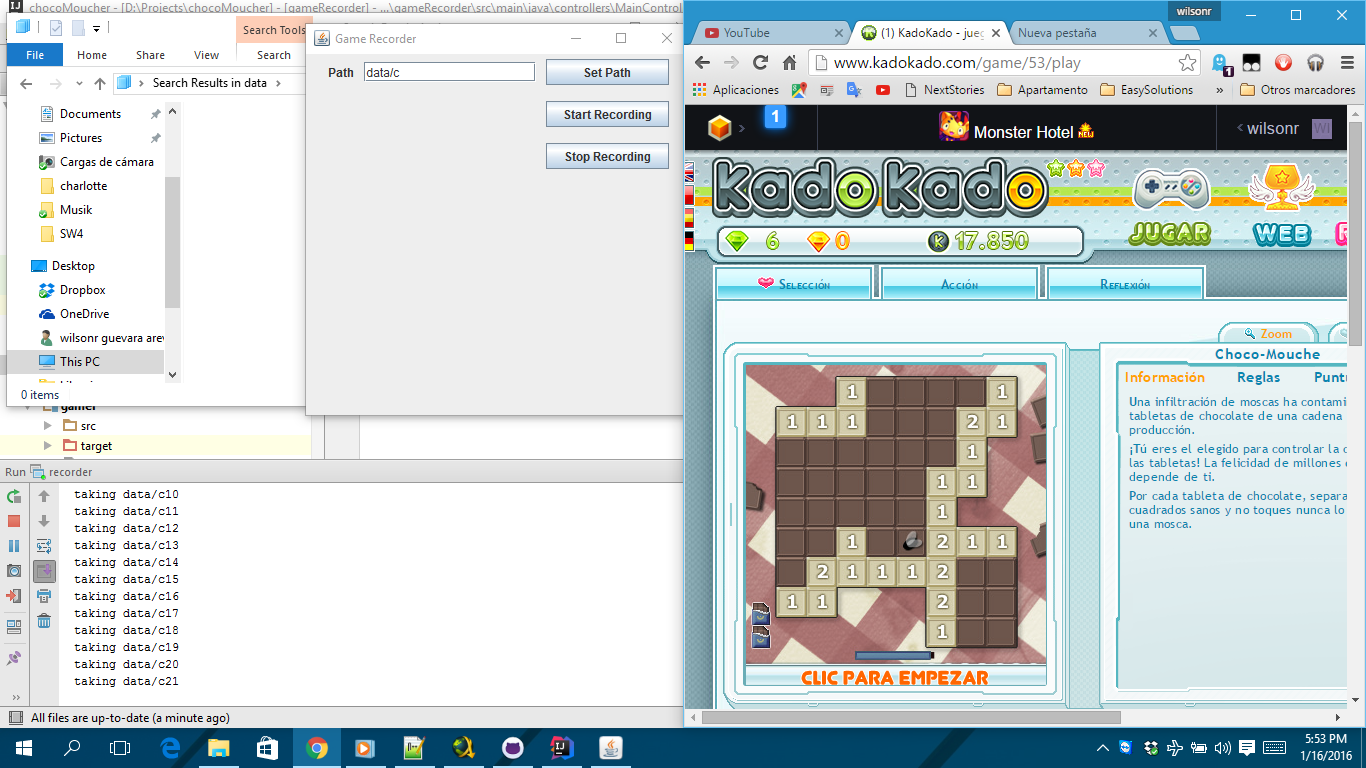 chocoMoucher - [D:\Projects\chocoMoucher] - [gameRecorder] - ...\gameRecorder\src\main\java\controllers\MainControl
Search Tools
File Home Share View Search
Search Results in data
Documents
Pictures
Cargas de cámara
charlotte
Musik
SW4
Desktop
Dropbox
OneDrive
wilsonr guevara arev
This PC
0 items
gamer
src
target
Game Recorder
Path data/c Set Path
Start Recording
Stop Recording
Run recorder
taking data/c10
taking data/c11
taking data/c12
taking data/c13
taking data/c14
taking data/c15
taking data/c16
taking data/c17
taking data/c18
taking data/c19
taking data/c20
taking data/c21
All files are up-to-date (a minute ago)
wilsonr
YouTube (1) KadoKado - jueg Nueva pestaña
www.kadokado.com/game/53/play
1
Aplicaciones NextStories Apartamento EasySolutions » Otros marcadores
1 Monster Hotel NEW wilsonr WI
kadokado
JUGAR WEB R
6 0 K 17.850
Selección Acción Reflexión
Zoom
Choco-Mouche
Información Reglas Puntu
Una infiltración de moscas ha contami
tabletas de chocolate de una cadena
producción.
¡Tú eres el elegido para controlar la c
las tabletas! La felicidad de millones
depende de ti.
Por cada tableta de chocolate, separa
cuadrados sanos y no toques nunca lo
una mosca.
1 1
1 1 1 2 1
1
1 1
1
1 2 1 1
2 1 1 1 2
1 1 2
1
CLIC PARA EMPEZAR
5:53 PM
1/16/2016